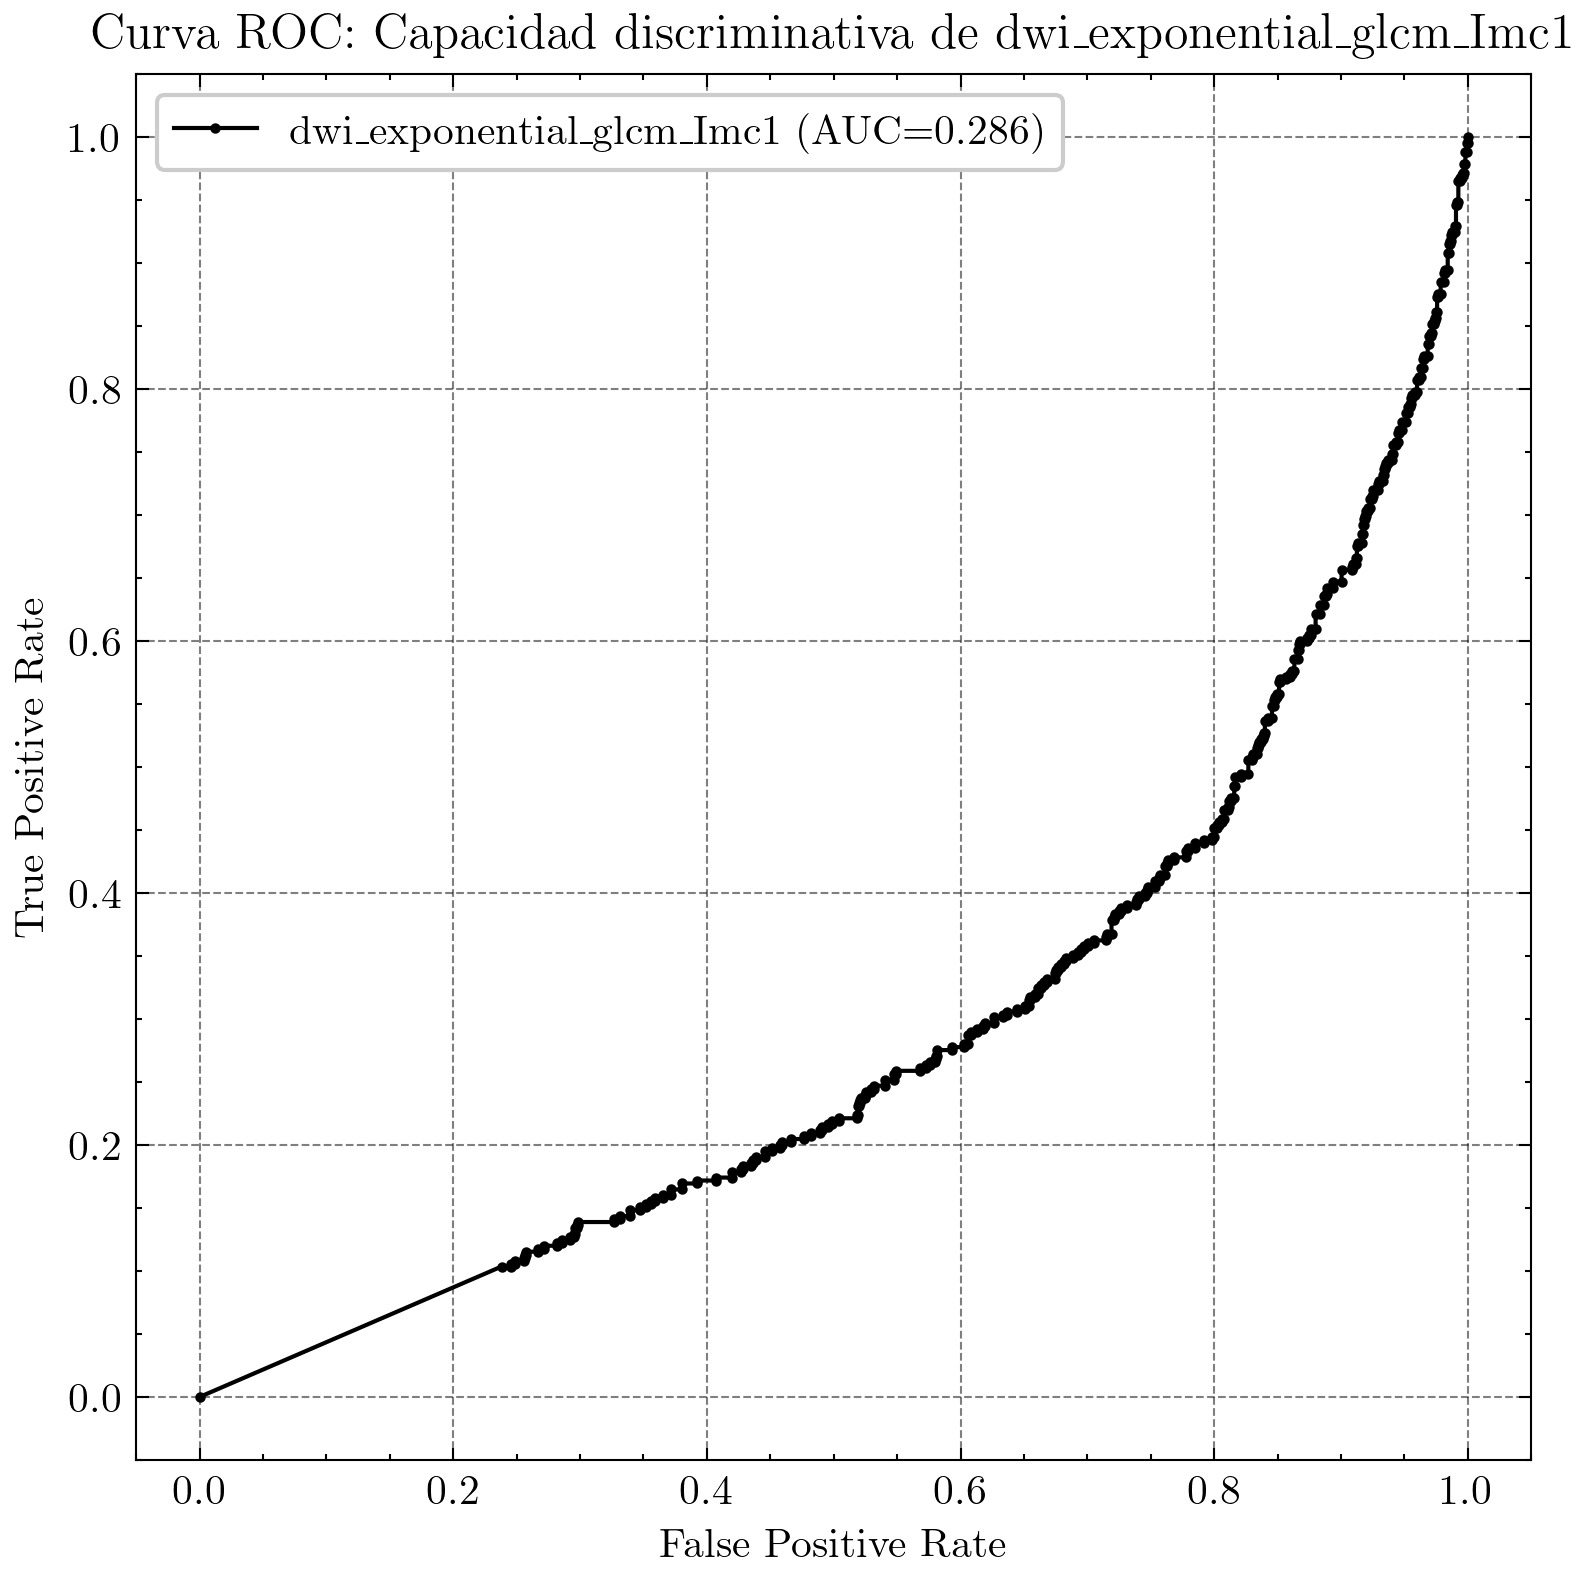 Curva ROC: Capacidad discriminativa de dwi_exponential_glcm_Imc1
dwi_exponential_glcm_Imc1 (AUC=0.286)
1.0
0.8
0.6
0.4
0.2
0.0
True Positive Rate
0.0 0.2 0.4 0.6 0.8 1.0
False Positive Rate